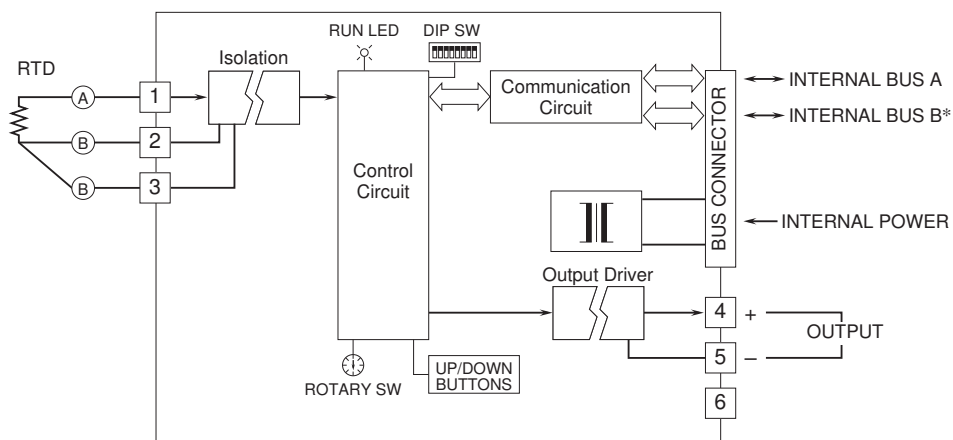 RUN LED
DIP SW
RTD
Isolation
A
1
B
2
B
3
Control
Circuit
Communication
Circuit
BUS CONNECTOR
INTERNAL BUS A
INTERNAL BUS B*
INTERNAL POWER
Output Driver
4
+
OUTPUT
5
–
6
ROTARY SW
UP/DOWN
BUTTONS